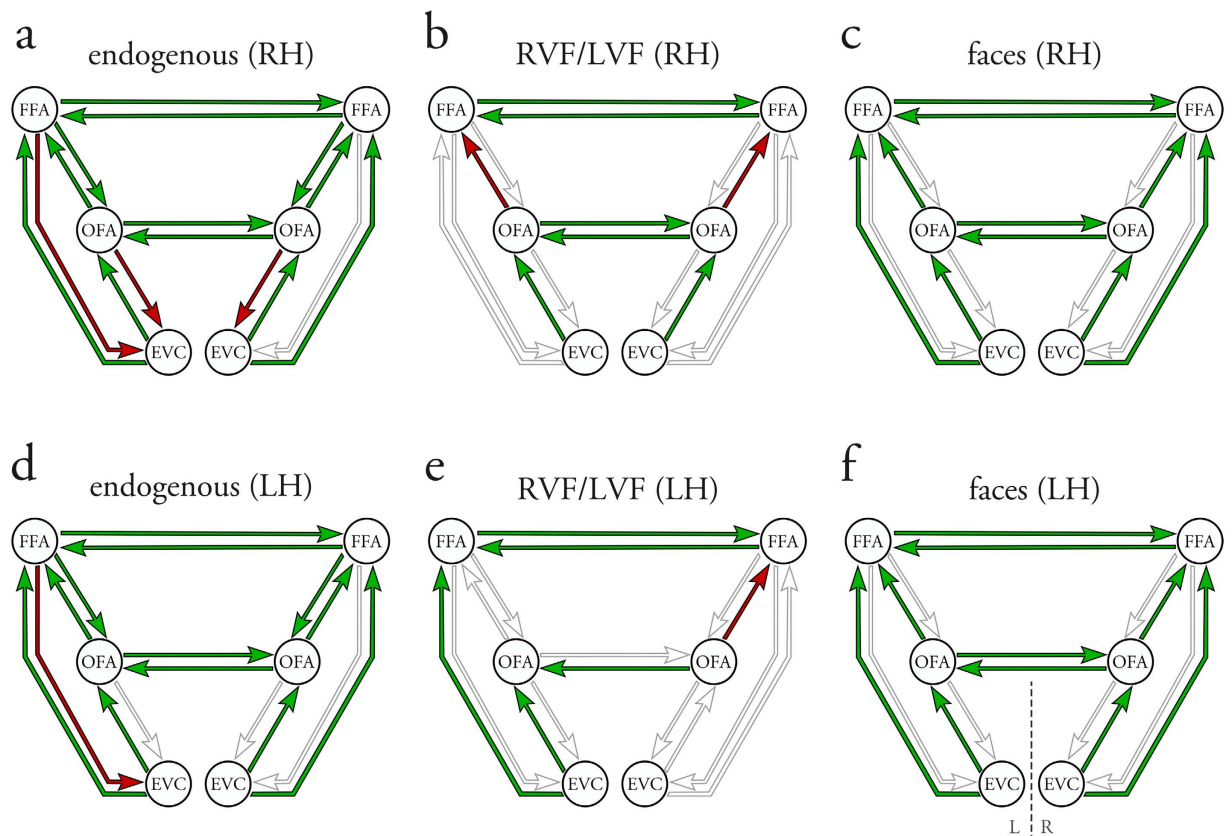 a
endogenous (RH)
FFA FFA
OFA OFA
EVC EVC
b
RVF/LVF (RH)
FFA FFA
OFA OFA
EVC EVC
c
faces (RH)
FFA FFA
OFA OFA
EVC EVC
d
endogenous (LH)
FFA FFA
OFA OFA
EVC EVC
e
RVF/LVF (LH)
FFA FFA
OFA OFA
EVC EVC
f
faces (LH)
FFA FFA
OFA OFA
EVC EVC
L R